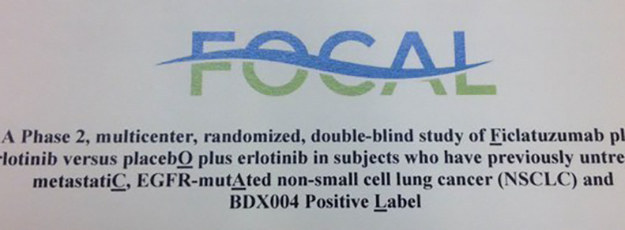 FOCAL
A Phase 2, multicenter, randomized, double-blind study of Ficlatuzumab pl
rlotinib versus placebO plus erlotinib in subjects who have previously untre
metastatiC, EGFR-mutAted non-small cell lung cancer (NSCLC) and
BDX004 Positive Label